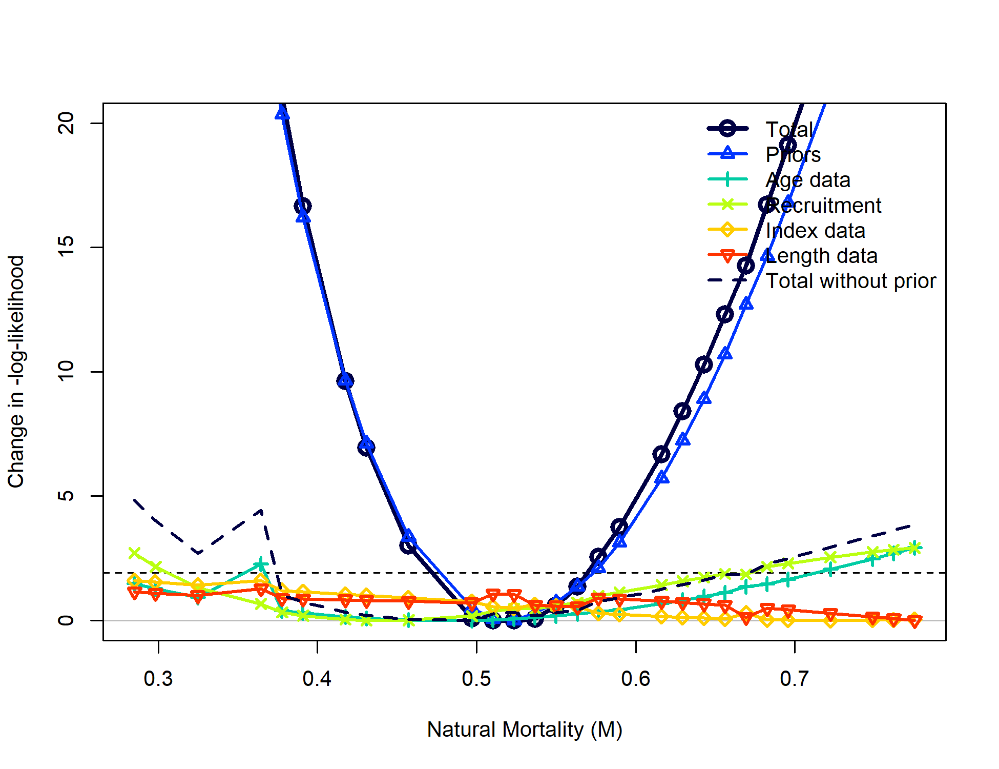 Change in -log-likelihood
20
15
10
5
0
Total
Priors
Age data
Recruitment
Index data
Length data
Total without prior
0.3 0.4 0.5 0.6 0.7
Natural Mortality (M)